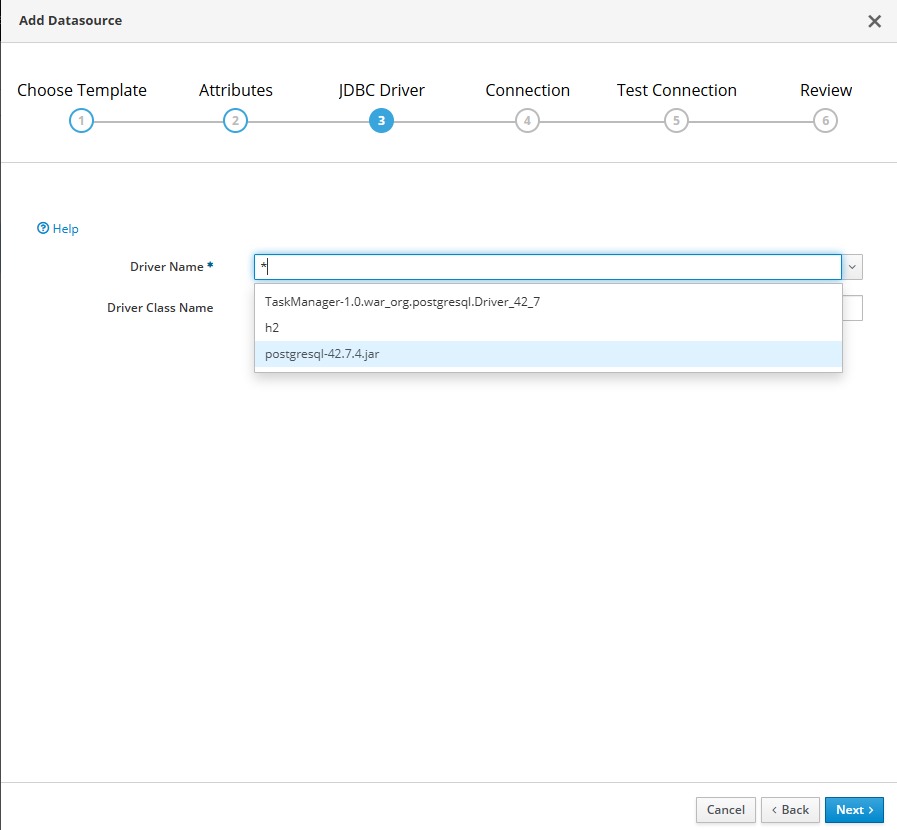 Add Datasource
Choose Template Attributes JDBC Driver Connection Test Connection Review
1 2 3 4 5 6
Help
Driver Name *
*
Driver Class Name
TaskManager-1.0.war_org.postgresql.Driver_42_7
h2
postgresql-42.7.4.jar
Cancel
Back
Next